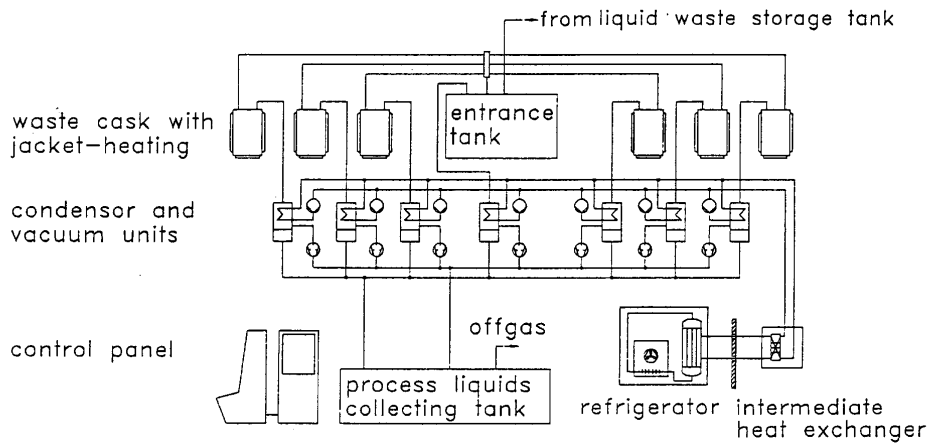 from liquid waste storage tank
waste cask with
jacket-heating
entrance
tank
condensor and
vacuum units
control panel
offgas
process liquids
collecting tank
refrigerator
intermediate
heat exchanger